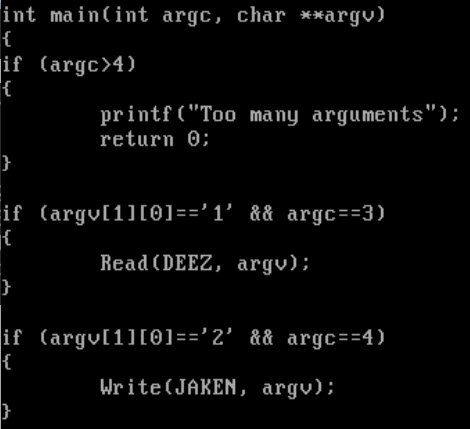 int main(int argc, char **argv)
{
if (argc>4)
{
        printf("Too many arguments");
        return 0;
}

if (argv[1][0]=='1' && argc==3)
{
        Read(DEEZ, argv);
}

if (argv[1][0]=='2' && argc==4)
{
        Write(JAKEN, argv);
}